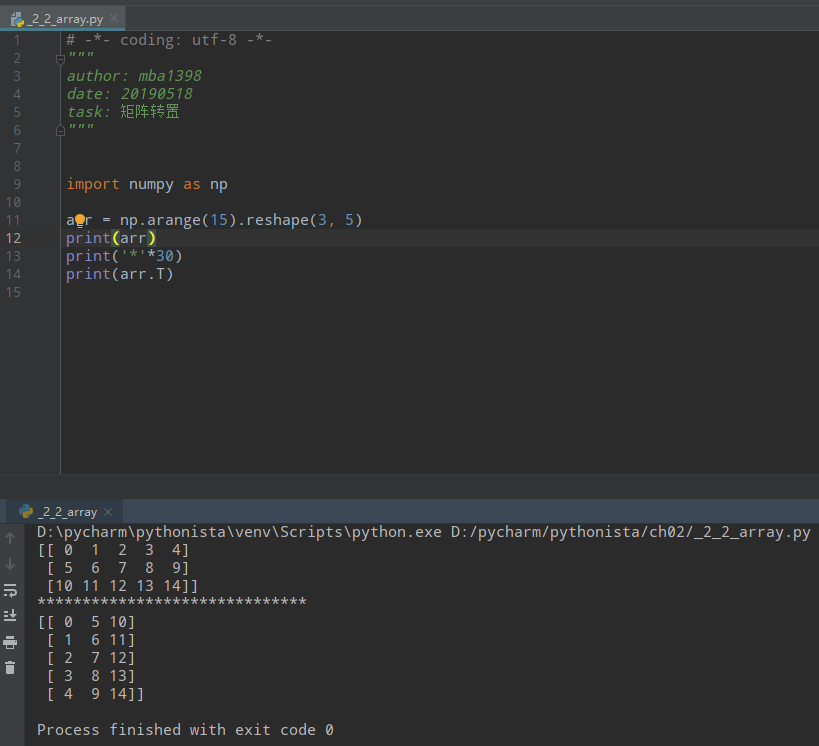 _2_2_array.py
1 # -*- coding: utf-8 -*-
2 """
3 author: mba1398
4 date: 20190518
5 task: 矩阵转置
6 """
7
8
9 import numpy as np
10
11 arr = np.arange(15).reshape(3, 5)
12 print(arr)
13 print('*'*30)
14 print(arr.T)
15
_2_2_array
D:\pycharm\pythonista\venv\Scripts\python.exe D:/pycharm/pythonista/ch02/_2_2_array.py
[[ 0  1  2  3  4]
 [ 5  6  7  8  9]
 [10 11 12 13 14]]
******************************
[[ 0  5 10]
 [ 1  6 11]
 [ 2  7 12]
 [ 3  8 13]
 [ 4  9 14]]
Process finished with exit code 0